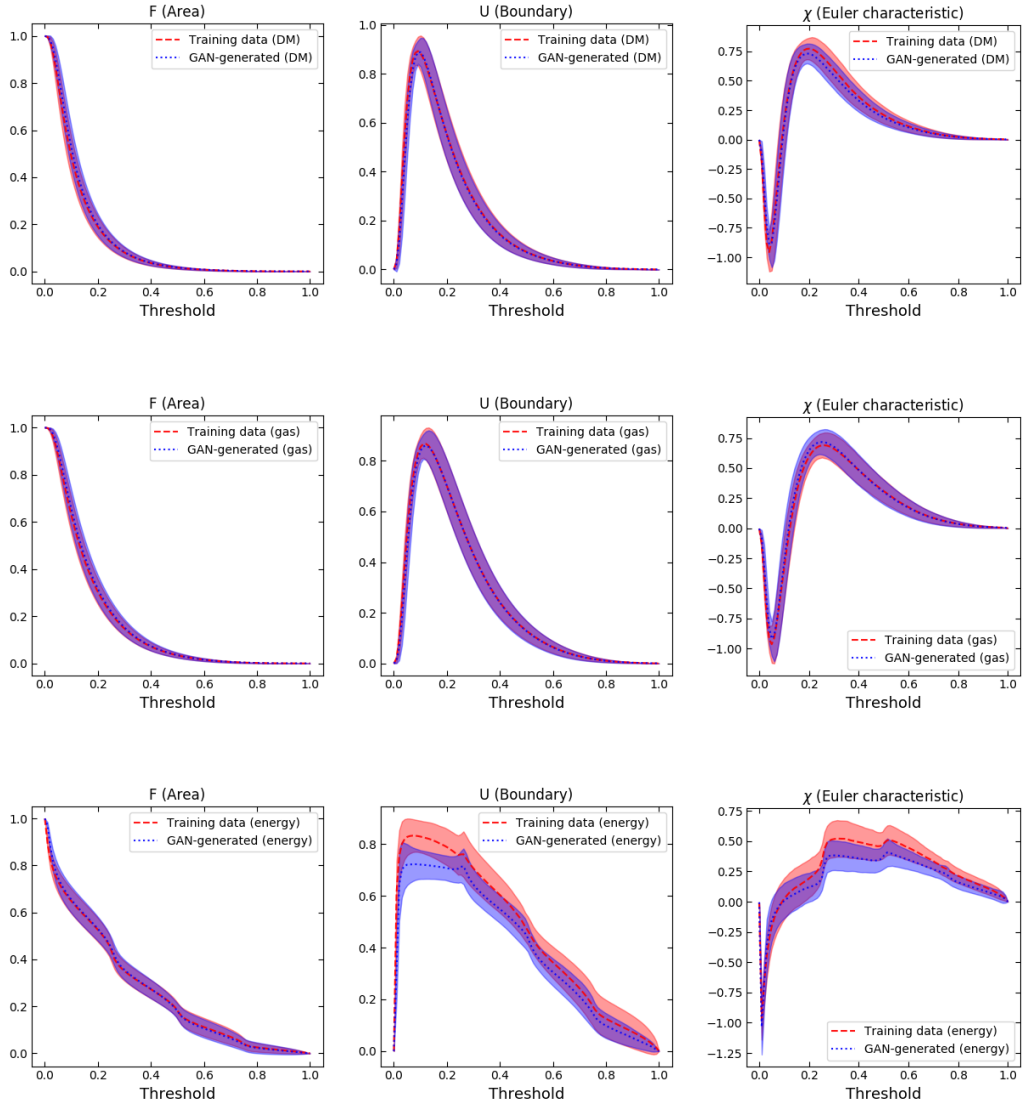 F (Area)
Training data (DM)
GAN-generated (DM)
1.0
0.8
0.6
0.4
0.2
0.0
0.0 0.2 0.4 0.6 0.8 1.0
Threshold
U (Boundary)
Training data (DM)
GAN-generated (DM)
1.0
0.8
0.6
0.4
0.2
0.0
0.0 0.2 0.4 0.6 0.8 1.0
Threshold
χ (Euler characteristic)
Training data (DM)
GAN-generated (DM)
0.75
0.50
0.25
0.00
−0.25
−0.50
−0.75
−1.00
0.0 0.2 0.4 0.6 0.8 1.0
Threshold
F (Area)
Training data (gas)
GAN-generated (gas)
1.0
0.8
0.6
0.4
0.2
0.0
0.0 0.2 0.4 0.6 0.8 1.0
Threshold
U (Boundary)
Training data (gas)
GAN-generated (gas)
0.8
0.6
0.4
0.2
0.0
0.0 0.2 0.4 0.6 0.8 1.0
Threshold
χ (Euler characteristic)
0.75
0.50
0.25
0.00
−0.25
−0.50
−0.75
−1.00
Training data (gas)
GAN-generated (gas)
0.0 0.2 0.4 0.6 0.8 1.0
Threshold
F (Area)
Training data (energy)
GAN-generated (energy)
1.0
0.8
0.6
0.4
0.2
0.0
0.0 0.2 0.4 0.6 0.8 1.0
Threshold
U (Boundary)
Training data (energy)
GAN-generated (energy)
0.8
0.6
0.4
0.2
0.0
0.0 0.2 0.4 0.6 0.8 1.0
Threshold
χ (Euler characteristic)
0.75
0.50
0.25
0.00
−0.25
−0.50
−0.75
−1.00
−1.25
Training data (energy)
GAN-generated (energy)
0.0 0.2 0.4 0.6 0.8 1.0
Threshold